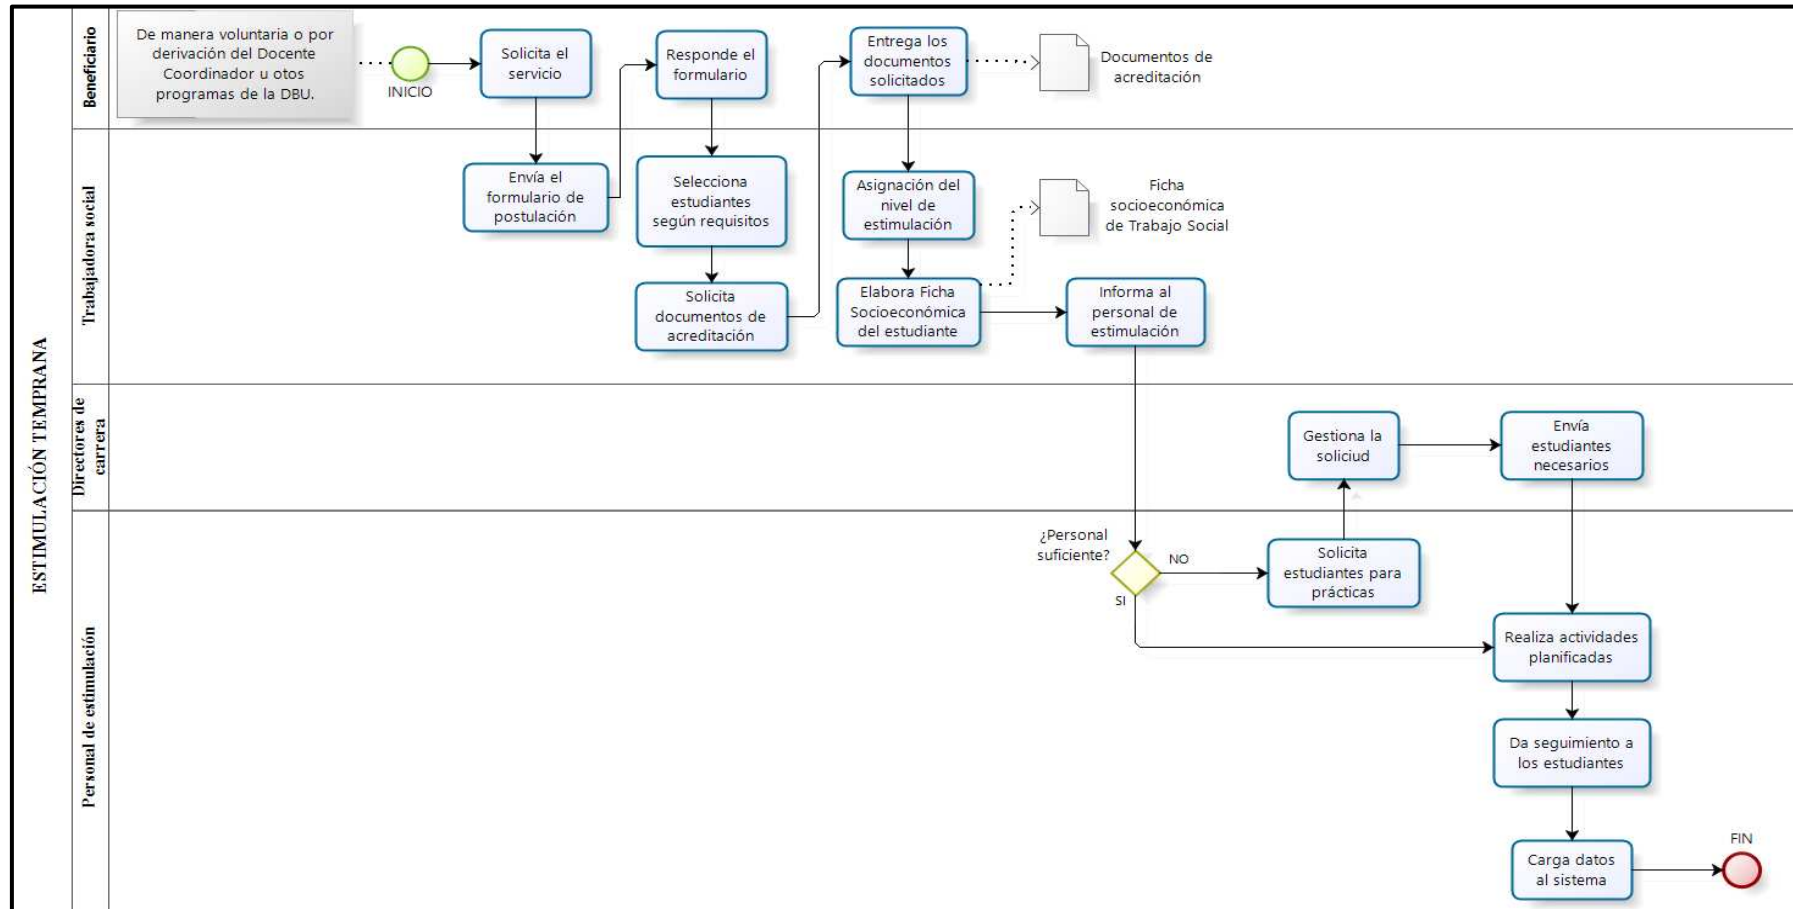 ESTIMULACIÓN TEMPRANA
Beneficiario
De manera voluntaria o por
derivación del Docente
Coordinador u otos
programas de la DBU.
INICIO
Solicita el
servicio
Responde el
formulario
Entrega los
documentos
solicitados
Documentos de
acreditación
Trabajadora social
Envía el
formulario de
postulación
Selecciona
estudiantes
según requisitos
Solicita
documentos de
acreditación
Asignación del
nivel de
estimulación
Ficha
socioeconómica
de Trabajo Social
Elabora Ficha
Socioeconómica
del estudiante
Informa al
personal de
estimulación
Directores de
carrera
Gestiona la
soliciud
Envía
estudiantes
necesarios
Personal de estimulación
¿Personal
suficiente?
NO
SI
Solicita
estudiantes para
prácticas
Realiza actividades
planificadas
Da seguimiento a
los estudiantes
Carga datos
al sistema
FIN